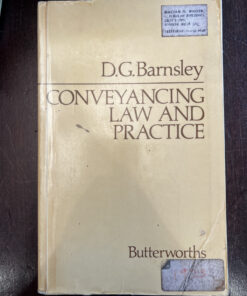 D.G.Barnsley
CONVEYANCING
LAW AND
PRACTICE
Butterworths